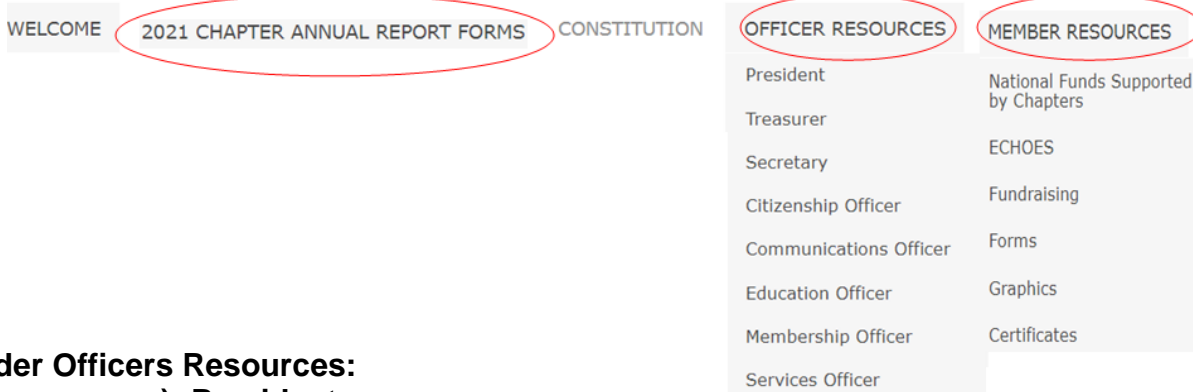 WELCOME 2021 CHAPTER ANNUAL REPORT FORMS CONSTITUTION OFFICER RESOURCES MEMBER RESOURCES
President
Treasurer
Secretary
Citizenship Officer
Communications Officer
Education Officer
Membership Officer
Services Officer
National Funds Supported
by Chapters
ECHOES
Fundraising
Forms
Graphics
Certificates
Officers Resources: